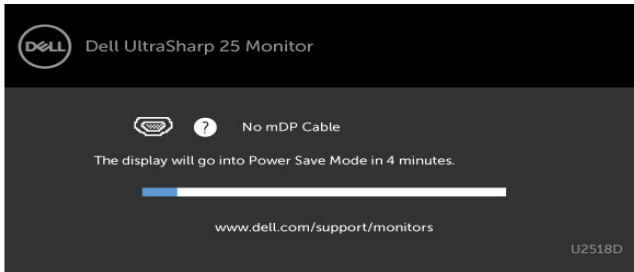 DELL
Dell UltraSharp 25 Monitor
? No mDP Cable
The display will go into Power Save Mode in 4 minutes.
www.dell.com/support/monitors
U2518D